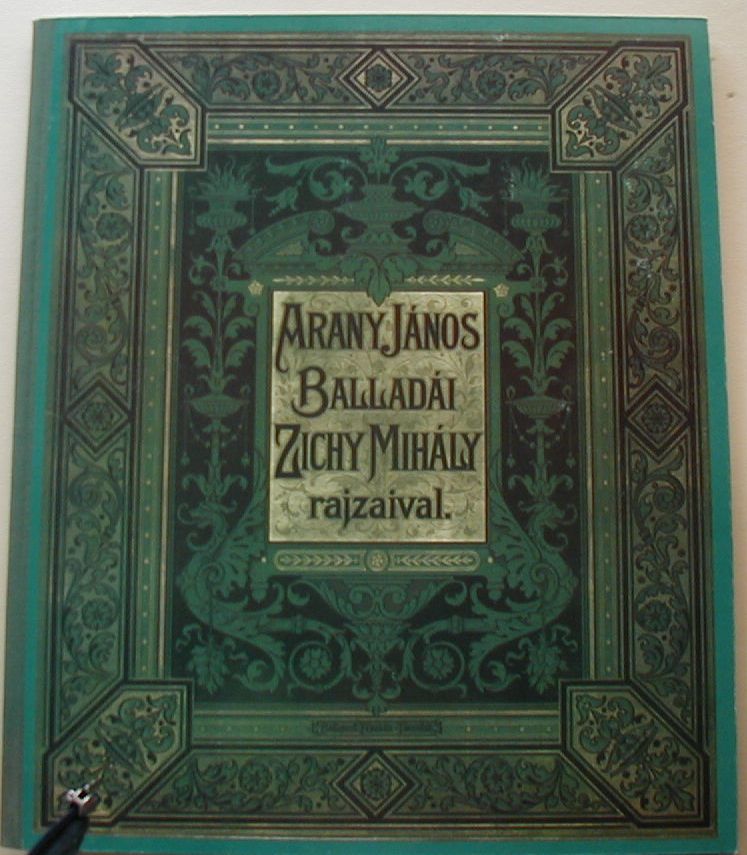 ARANY JÁNOS
BALLADÁI
ZICHY MIHÁLY
rajzaival.